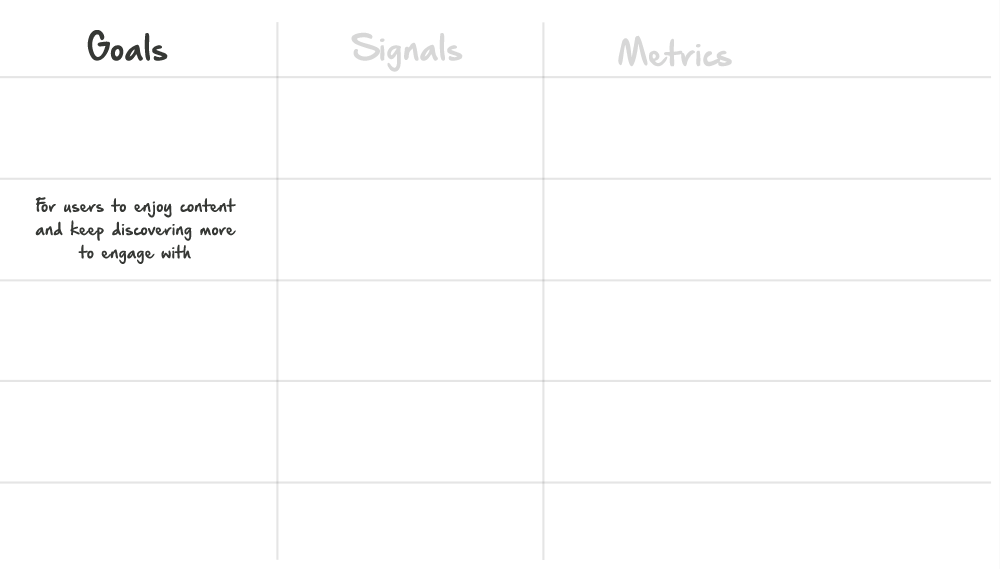 Goals
Signals
Metrics
For users to enjoy content
and keep discovering more
to engage with